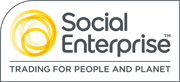 Social
Enterprise™
TRADING FOR PEOPLE AND PLANET